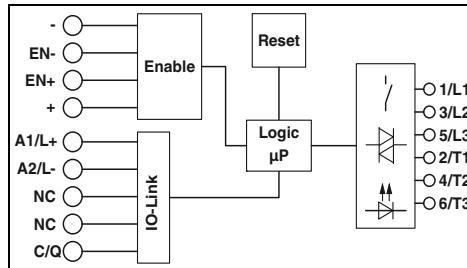 -
EN-
EN+
+
Enable
Reset
A1/L+
A2/L-
NC
NC
C/Q
IO-Link
Logic
µP
1/L1
3/L2
5/L3
2/T1
4/T2
6/T3